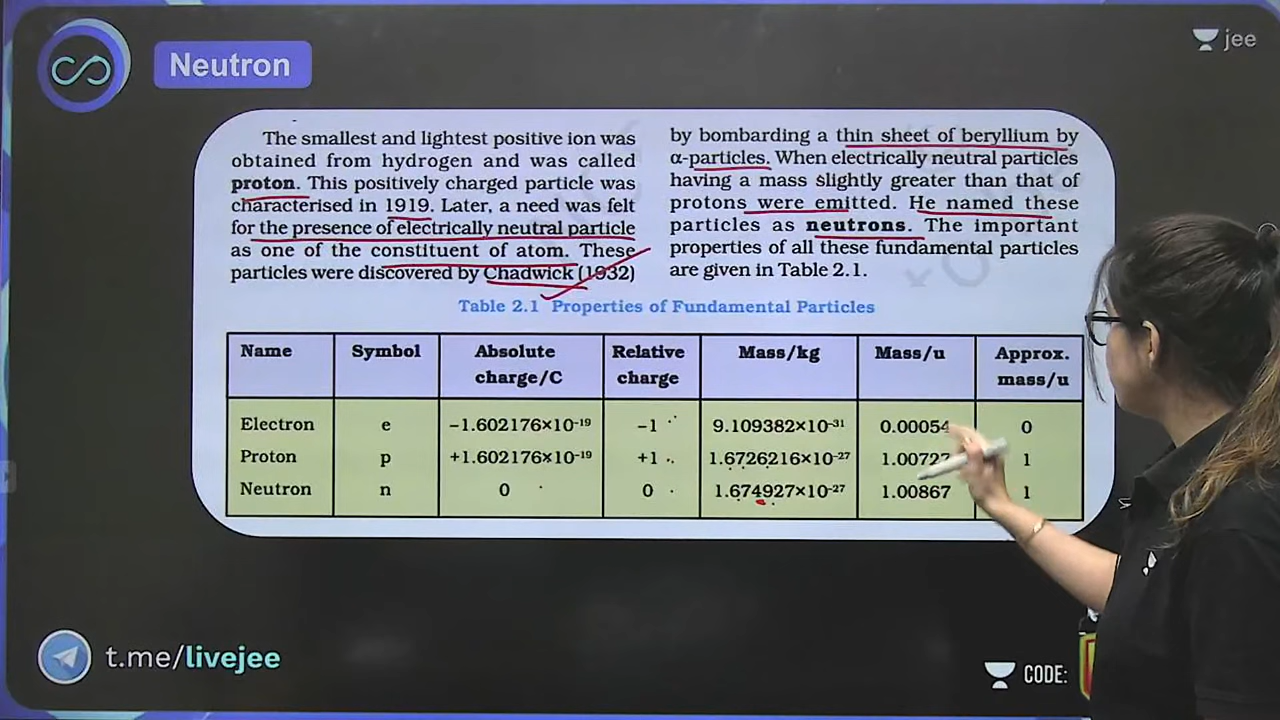 Neutron
jee
The smallest and lightest positive ion was
obtained from hydrogen and was called
proton. This positively charged particle was
characterised in 1919. Later, a need was felt
for the presence of electrically neutral particle
as one of the constituent of atom. These
particles were discovered by Chadwick (1932)
by bombarding a thin sheet of beryllium by
α-particles. When electrically neutral particles
having a mass slightly greater than that of
protons were emitted. He named these
particles as neutrons. The important
properties of all these fundamental particles
are given in Table 2.1.
Table 2.1 Properties of Fundamental Particles
Name Symbol Absolute charge/C Relative charge Mass/kg Mass/u Approx. mass/u
Electron e −1.602176×10⁻¹⁹ −1 9.109382×10⁻³¹ 0.00054 0
Proton p +1.602176×10⁻¹⁹ +1 1.6726216×10⁻²⁷ 1.00727 1
Neutron n 0 0 1.674927×10⁻²⁷ 1.00867 1
t.me/livejee
CODE: